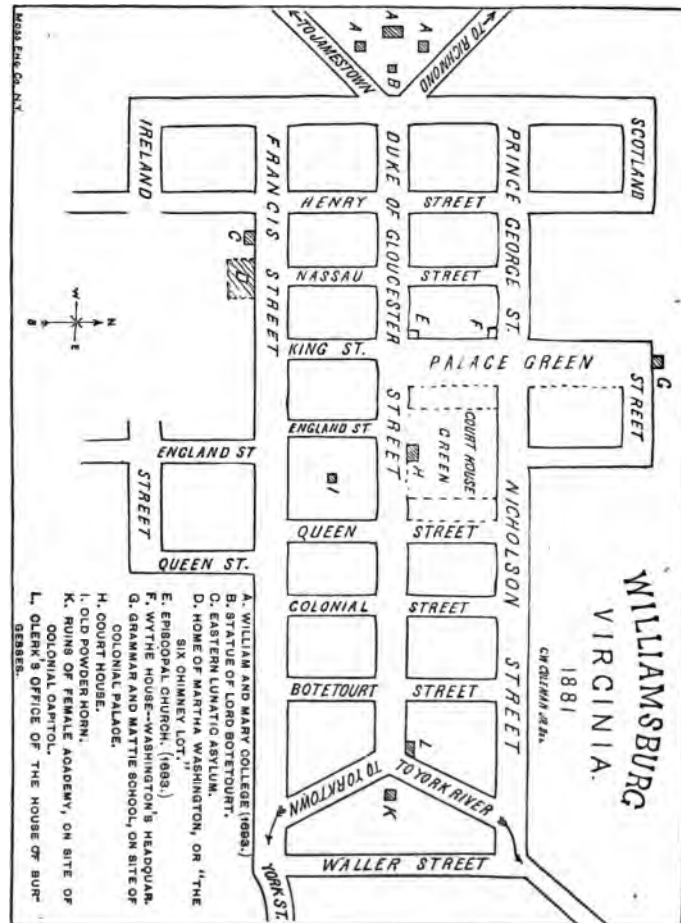 WILLIAMSBURG
VIRGINIA.
1881
C.W. COLEMAN JR. DEL.
TO JAMESTOWN
TO RICHMOND
A
A
A
B
SCOTLAND
STREET
IRELAND
STREET
FRANCIS STREET
DUKE OF GLOUCESTER
STREET
PRINCE GEORGE ST.
HENRY STREET
NASSAU STREET
KING ST.
PALACE GREEN
ENGLAND ST
ENGLAND ST
COURT HOUSE
GREEN
NICHOLSON STREET
QUEEN STREET
QUEEN ST.
COLONIAL STREET
BOTETOURT STREET
TO YORK RIVER
TO YORKTOWN
WALLER STREET
YORK ST.
C
D
E
F
G
H
I
L
K
W
N
E
S
A. WILLIAM AND MARY COLLEGE (1693.)
B. STATUE OF LORD BOTETOURT.
C. EASTERN LUNATIC ASYLUM.
D. HOME OF MARTHA WASHINGTON, OR "THE
SIX CHIMNEY LOT."
E. EPISCOPAL CHURCH. (1683.)
F. WYTHE HOUSE--WASHINGTON'S HEADQUAR.
G. GRAMMAR AND MATTIE SCHOOL, ON SITE OF
COLONIAL PALACE.
H. COURT HOUSE.
I. OLD POWDER HORN.
K. RUINS OF FEMALE ACADEMY, ON SITE OF
COLONIAL CAPITOL.
L. CLERK'S OFFICE OF THE HOUSE OF BUR-
GESSES.
MOSS ENG CO. N.Y.